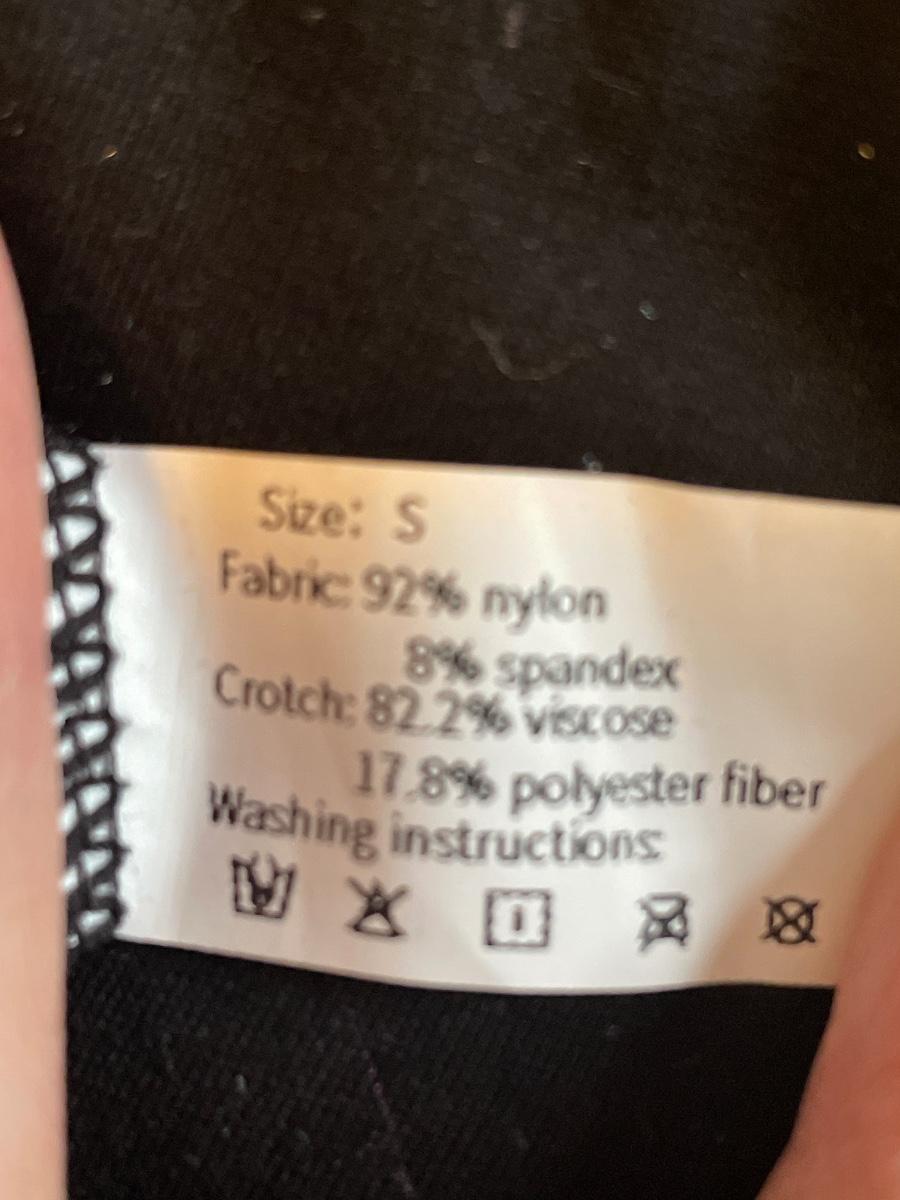 Size: S
Fabric: 92% nylon
8% spandex
Crotch: 82.2% viscose
17.8% polyester fiber
Washing instructions: